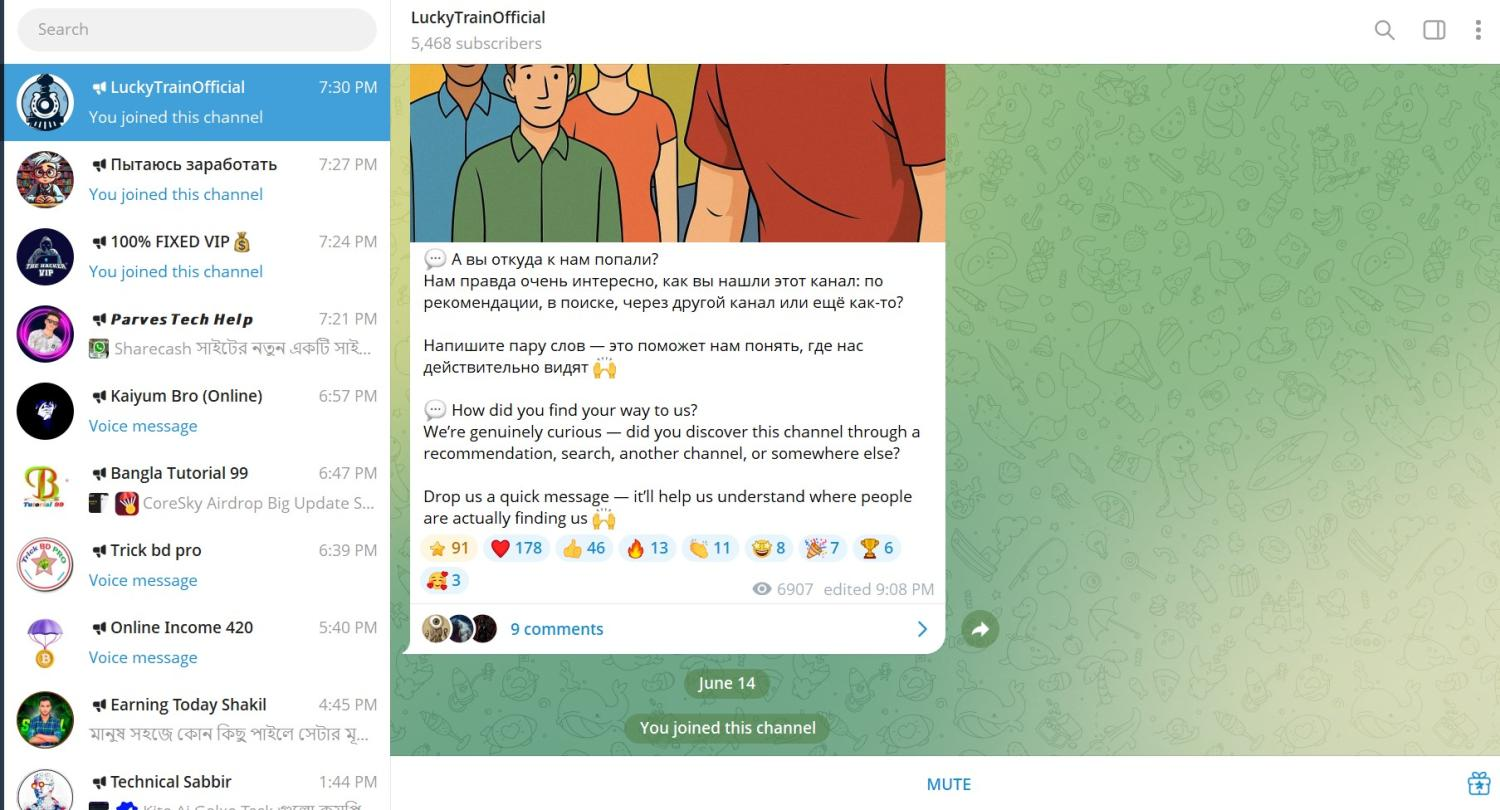 Search
LuckyTrainOfficial
7:30 PM
You joined this channel
Пытаюсь заработать
7:27 PM
You joined this channel
100% FIXED VIP💰
7:24 PM
You joined this channel
THE HACKER
VIP
Parves Tech Help
7:21 PM
Sharecash সাইটের নতুন একটি সাই...
Kaiyum Bro (Online)
6:57 PM
Voice message
Bangla Tutorial 99
6:47 PM
CoreSky Airdrop Big Update S...
Tutorial 99
Trick bd pro
6:39 PM
Voice message
Online Income 420
5:40 PM
Voice message
Earning Today Shakil
4:45 PM
মানুষ সহজে কোন কিছু পাইলে সেটার মূ...
Technical Sabbir
1:44 PM
LuckyTrainOfficial
5,468 subscribers
💬 А вы откуда к нам попали?
Нам правда очень интересно, как вы нашли этот канал: по
рекомендации, в поиске, через другой канал или ещё как-то?
Напишите пару слов — это поможет нам понять, где нас
действительно видят 🙌
💬 How did you find your way to us?
We’re genuinely curious — did you discover this channel through a
recommendation, search, another channel, or somewhere else?
Drop us a quick message — it’ll help us understand where people
are actually finding us 🙌
⭐ 91 ❤️ 178 👍 46 🔥 13 👏 11 🤩 8 🎉 7 🏆 6
🥰 3
6907 edited 9:08 PM
9 comments
June 14
You joined this channel
MUTE